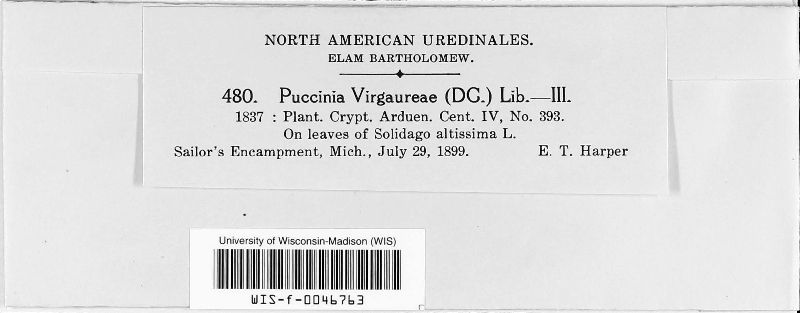 NORTH AMERICAN UREDINALES.
ELAM BARTHOLOMEW.
480. Puccinia Virgaureae (DC.) Lib.—III.
1837 : Plant. Crypt. Arduen. Cent. IV, No. 393.
On leaves of Solidago altissima L.
Sailor's Encampment, Mich., July 29, 1899. E. T. Harper
University of Wisconsin-Madison (WIS)
WIS-f-0046763